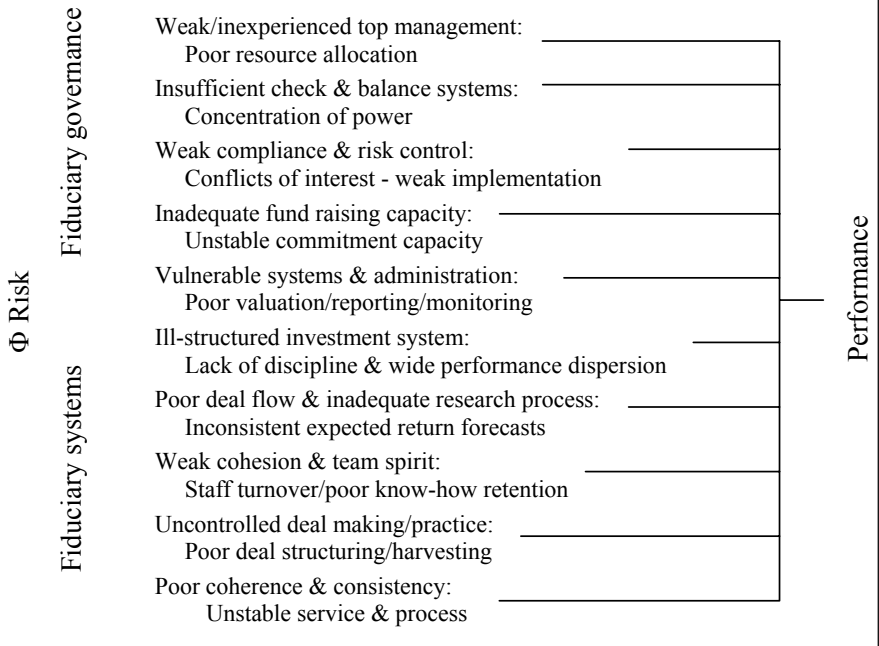 Φ Risk
Fiduciary governance
Weak/inexperienced top management:
Poor resource allocation
Insufficient check & balance systems:
Concentration of power
Weak compliance & risk control:
Conflicts of interest - weak implementation
Inadequate fund raising capacity:
Unstable commitment capacity
Vulnerable systems & administration:
Poor valuation/reporting/monitoring
Fiduciary systems
Ill-structured investment system:
Lack of discipline & wide performance dispersion
Poor deal flow & inadequate research process:
Inconsistent expected return forecasts
Weak cohesion & team spirit:
Staff turnover/poor know-how retention
Uncontrolled deal making/practice:
Poor deal structuring/harvesting
Poor coherence & consistency:
Unstable service & process
Performance